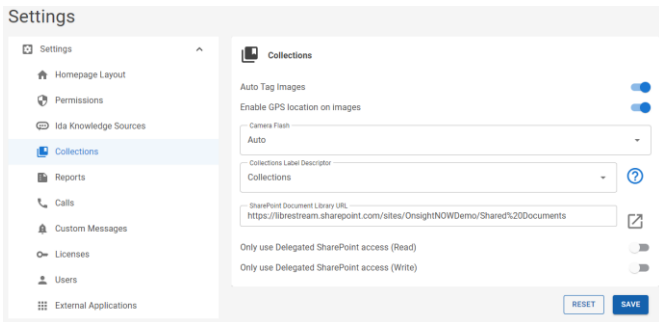 Settings
Settings
Homepage Layout
Permissions
Ida Knowledge Sources
Collections
Reports
Calls
Custom Messages
Licenses
Users
External Applications
Collections
Auto Tag Images
Enable GPS location on images
Camera Flash
Auto
Collections Label Descriptor
Collections
?
SharePoint Document Library URL
https://librestream.sharepoint.com/sites/OnsightNOWDemo/Shared%20Documents
Only use Delegated SharePoint access (Read)
Only use Delegated SharePoint access (Write)
RESET
SAVE